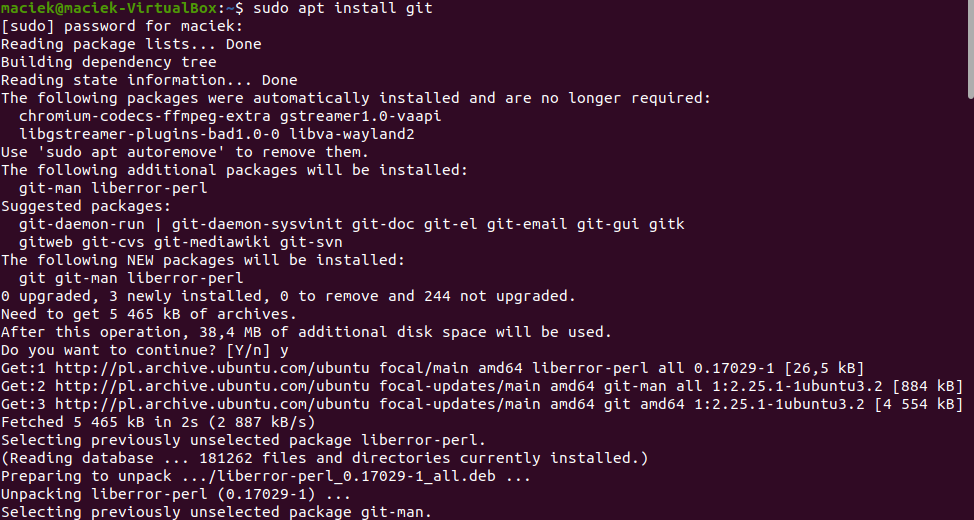 maciek@maciek-VirtualBox:~$ sudo apt install git
[sudo] password for maciek:
Reading package lists... Done
Building dependency tree
Reading state information... Done
The following packages were automatically installed and are no longer required:
  chromium-codecs-ffmpeg-extra gstreamer1.0-vaapi
  libgstreamer-plugins-bad1.0-0 libva-wayland2
Use 'sudo apt autoremove' to remove them.
The following additional packages will be installed:
  git-man liberror-perl
Suggested packages:
  git-daemon-run | git-daemon-sysvinit git-doc git-el git-email git-gui gitk
  gitweb git-cvs git-mediawiki git-svn
The following NEW packages will be installed:
  git git-man liberror-perl
0 upgraded, 3 newly installed, 0 to remove and 244 not upgraded.
Need to get 5 465 kB of archives.
After this operation, 38,4 MB of additional disk space will be used.
Do you want to continue? [Y/n] y
Get:1 http://pl.archive.ubuntu.com/ubuntu focal/main amd64 liberror-perl all 0.17029-1 [26,5 kB]
Get:2 http://pl.archive.ubuntu.com/ubuntu focal-updates/main amd64 git-man all 1:2.25.1-1ubuntu3.2 [884 kB]
Get:3 http://pl.archive.ubuntu.com/ubuntu focal-updates/main amd64 git amd64 1:2.25.1-1ubuntu3.2 [4 554 kB]
Fetched 5 465 kB in 2s (2 887 kB/s)
Selecting previously unselected package liberror-perl.
(Reading database ... 181262 files and directories currently installed.)
Preparing to unpack .../liberror-perl_0.17029-1_all.deb ...
Unpacking liberror-perl (0.17029-1) ...
Selecting previously unselected package git-man.